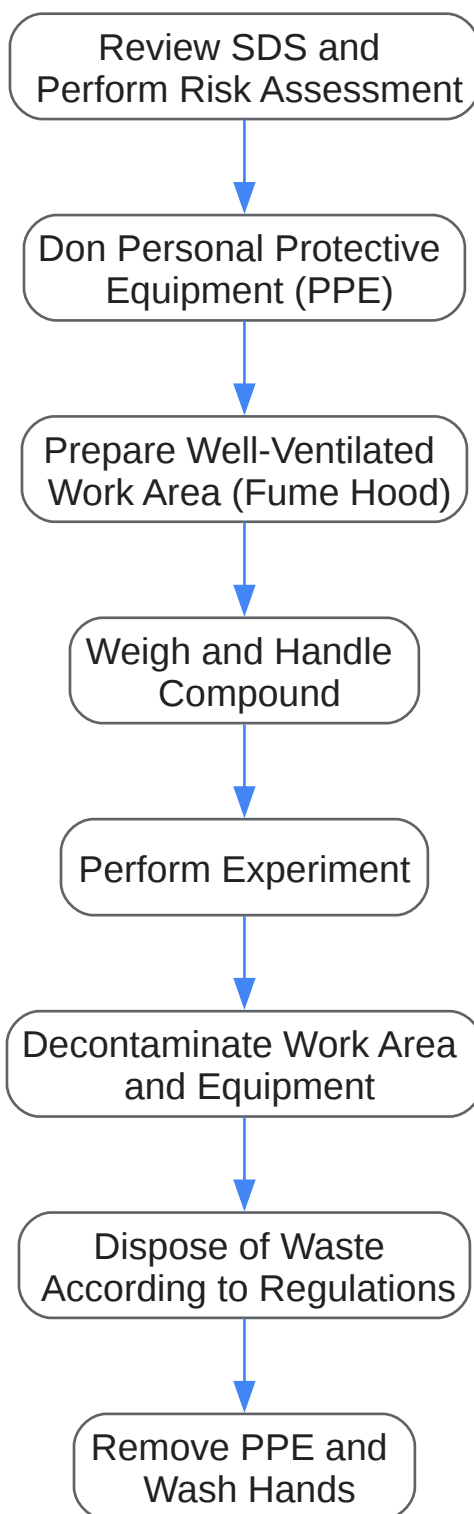 Review SDS and
Perform Risk Assessment
Don Personal Protective
Equipment (PPE)
Prepare Well-Ventilated
Work Area (Fume Hood)
Weigh and Handle
Compound
Perform Experiment
Decontaminate Work Area
and Equipment
Dispose of Waste
According to Regulations
Remove PPE and
Wash Hands